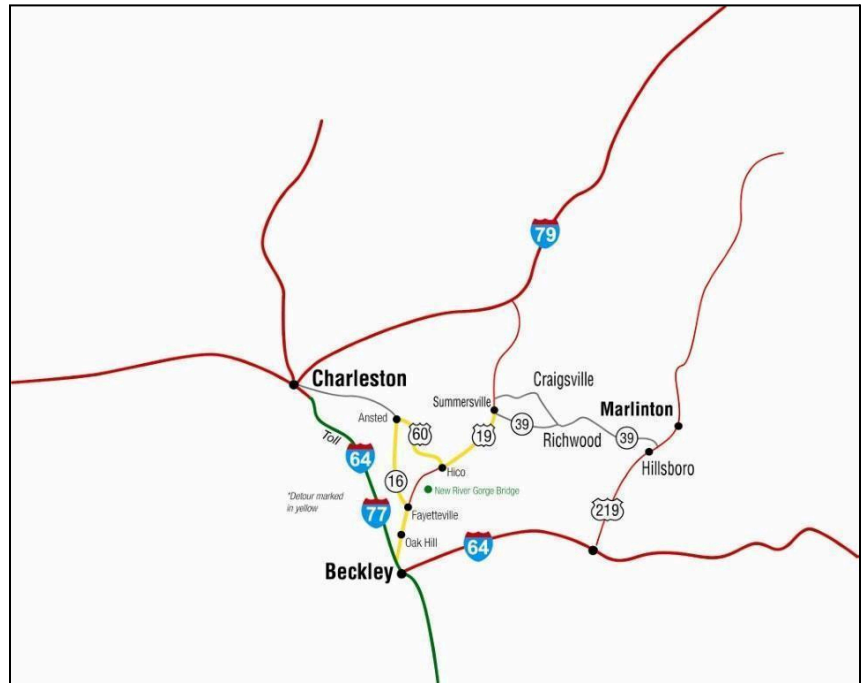 79
Charleston
Craigsville
Summersville
Marlinton
Ansted
60
19
39
Richwood
39
Toll
64
Hillsboro
Hico
16
New River Gorge Bridge
*Detour marked
in yellow
77
Fayetteville
219
Oak Hill
64
Beckley